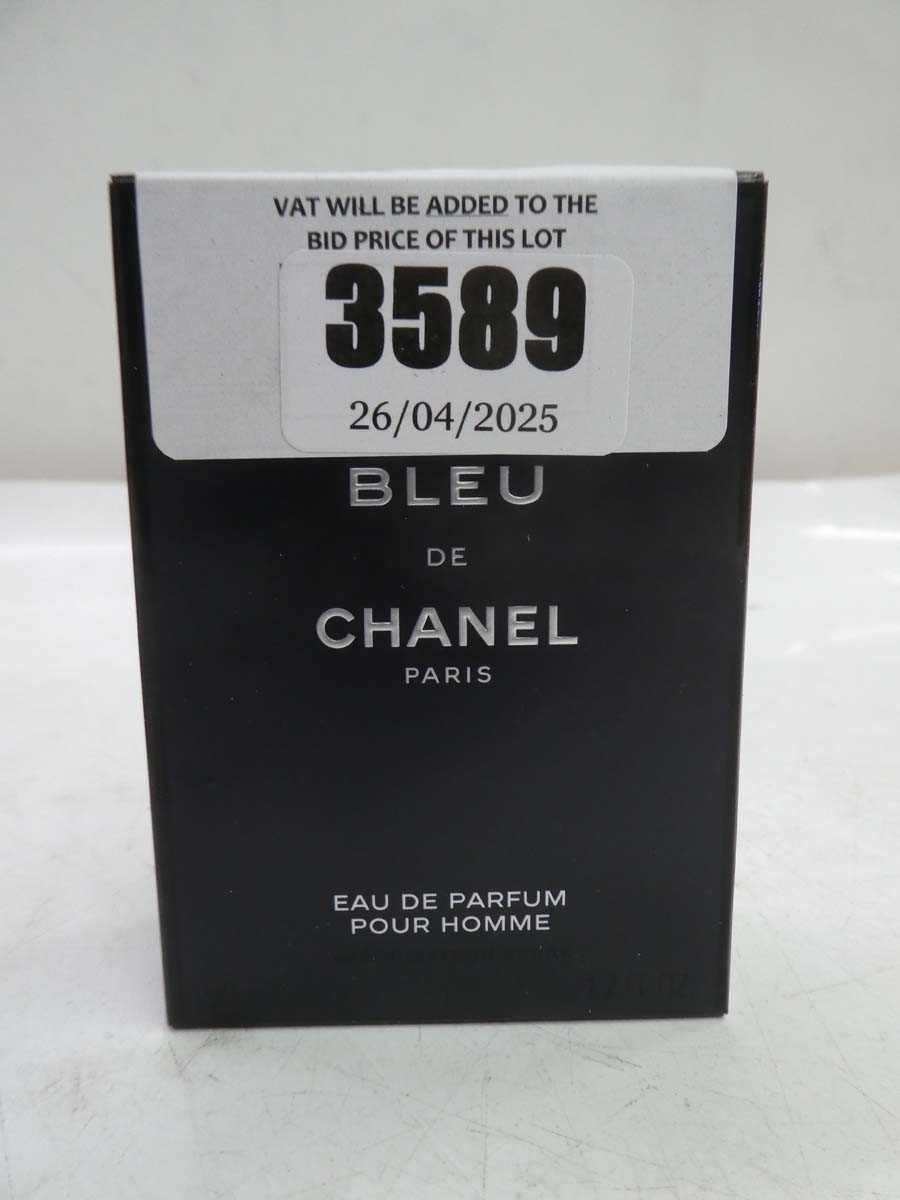 VAT WILL BE ADDED TO THE
BID PRICE OF THIS LOT
3589
26/04/2025
BLEU
DE
CHANEL
PARIS
EAU DE PARFUM
POUR HOMME